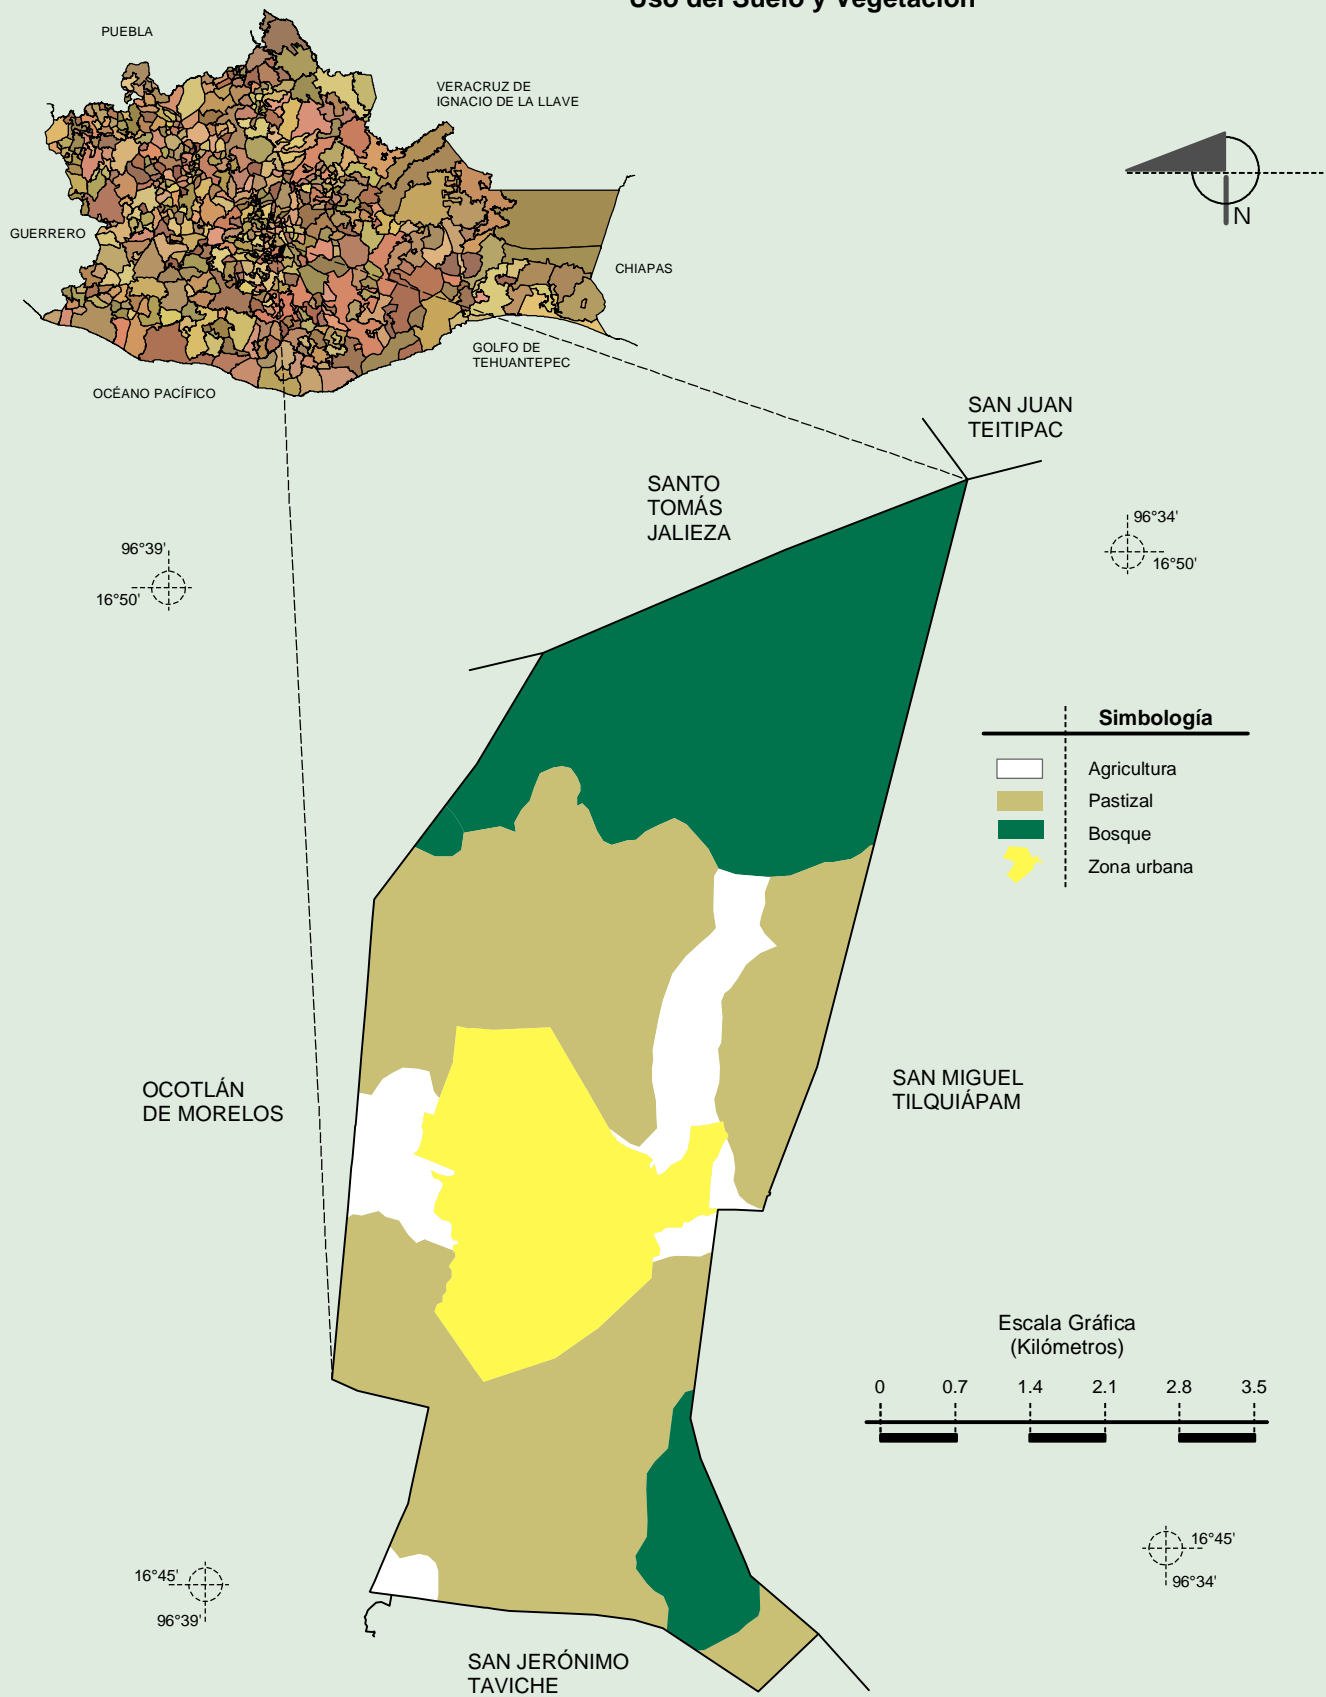 Uso del Suelo y Vegetación
PUEBLA
VERACRUZ DE
IGNACIO DE LA LLAVE
N
GUERRERO
CHIAPAS
GOLFO DE
TEHUANTEPEC
OCÉANO PACÍFICO
SAN JUAN
TEITIPAC
SANTO
TOMÁS
JALIEZA
96°39'
16°50'
96°34'
16°50'
Simbología
Agricultura
Pastizal
Bosque
Zona urbana
OCOTLÁN
DE MORELOS
SAN MIGUEL
TILQUIÁPAM
Escala Gráfica
(Kilómetros)
0 0.7 1.4 2.1 2.8 3.5
16°45'
96°39'
16°45'
96°34'
SAN JERÓNIMO
TAVICHE